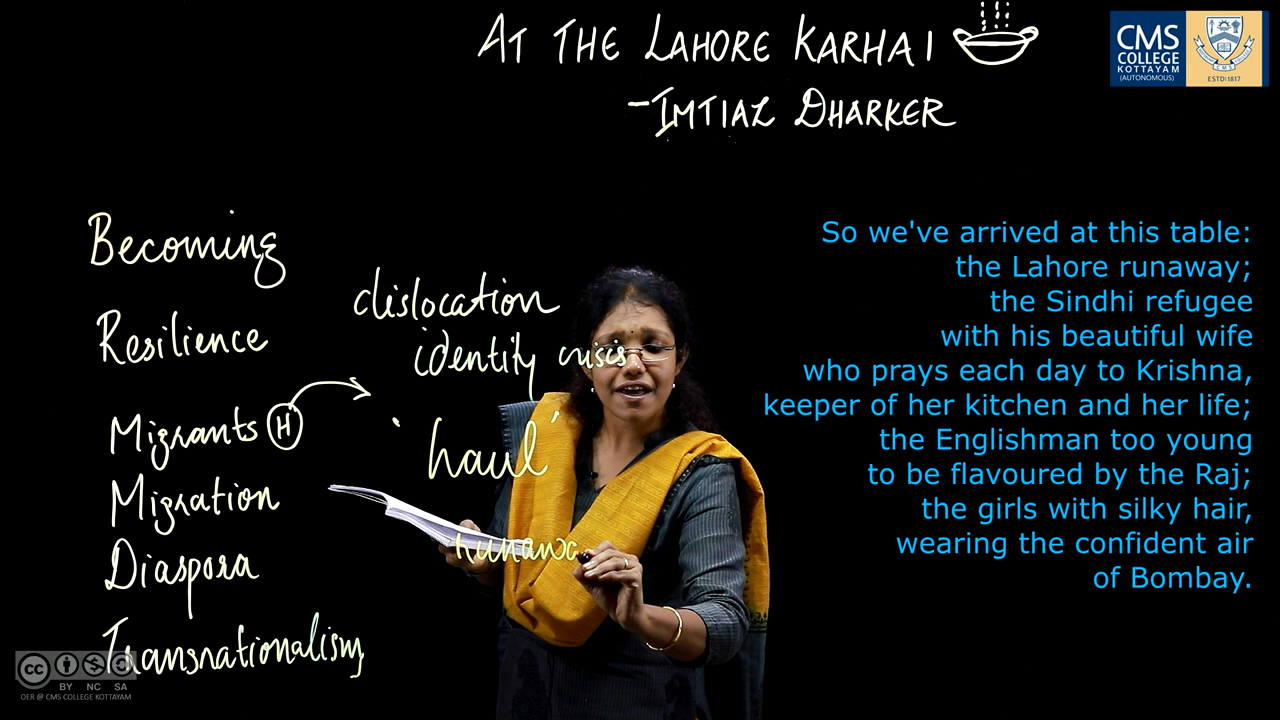 AT THE LAHORE KARHAI
-IMTIAZ DHARKER
CMS
COLLEGE
KOTTAYAM
(AUTONOMOUS)
ESTD:1817
Becoming
Resilience
Migrants H
Migration
Diaspora
Transnationalism
dislocation
identity crisis
'haul'
runawa
So we've arrived at this table:
the Lahore runaway;
the Sindhi refugee
with his beautiful wife
who prays each day to Krishna,
keeper of her kitchen and her life;
the Englishman too young
to be flavoured by the Raj;
the girls with silky hair,
wearing the confident air
of Bombay.
cc
BY NC SA
OER @ CMS COLLEGE KOTTAYAM